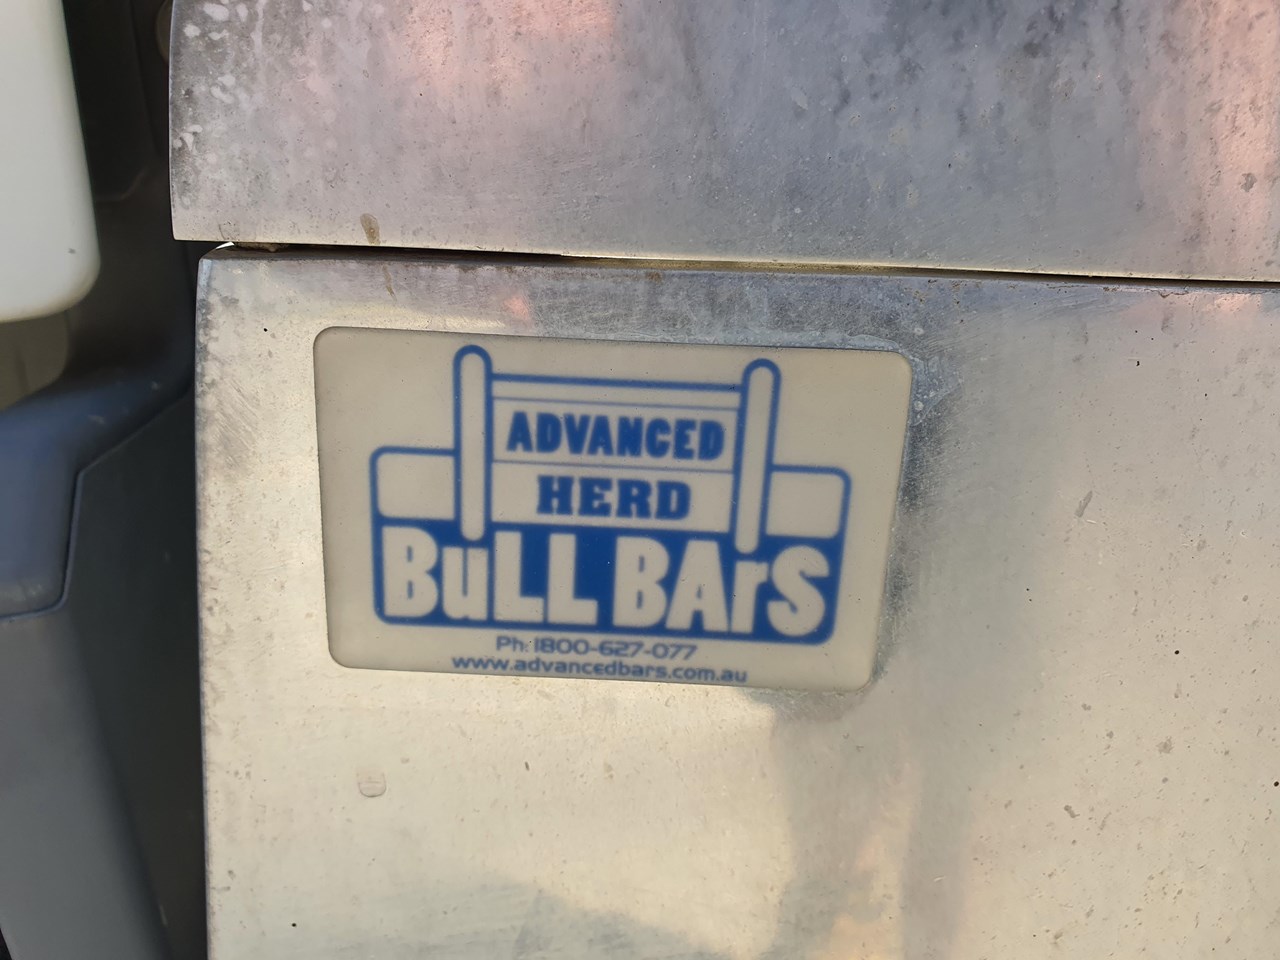 ADVANCED
HERD
BuLL BArS
Ph: 1800-627-077
www.advancedbars.com.au